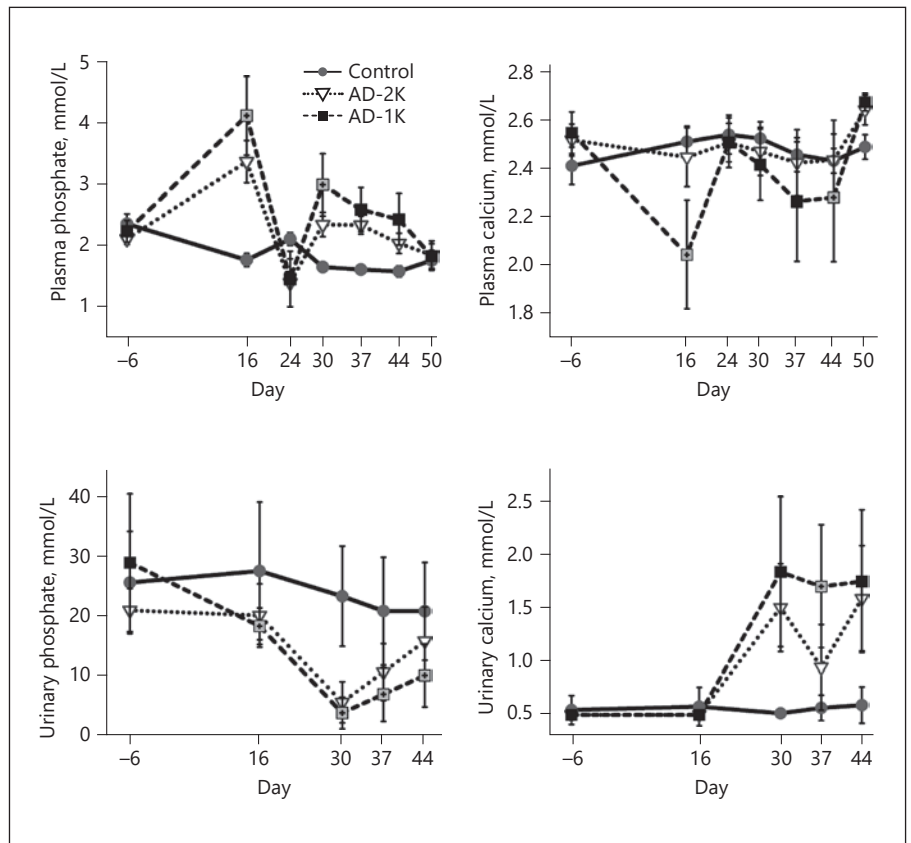 Plasma phosphate, mmol/L
5
4
3
2
1
Control
AD-2K
AD-1K
–6 16 24 30 37 44 50
Day
Plasma calcium, mmol/L
2.8
2.6
2.4
2.2
2.0
1.8
–6 16 24 30 37 44 50
Day
Urinary phosphate, mmol/L
40
30
20
10
0
–6 16 30 37 44
Day
Urinary calcium, mmol/L
2.5
2.0
1.5
1.0
0.5
–6 16 30 37 44
Day